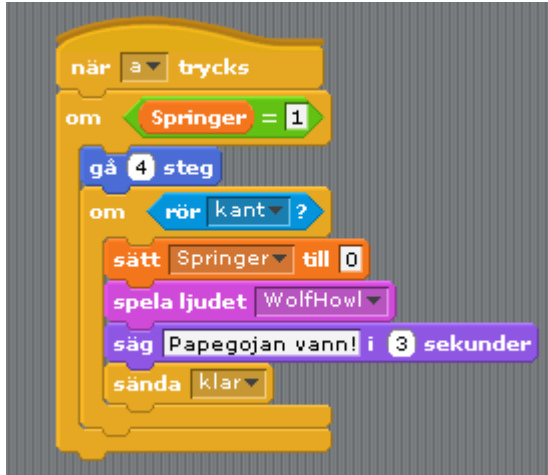 när a trycks
om Springer = 1
gå 4 steg
om rör kant ?
sätt Springer till 0
spela ljudet WolfHowl
säg Papegojan vann! i 3 sekunder
sända klar